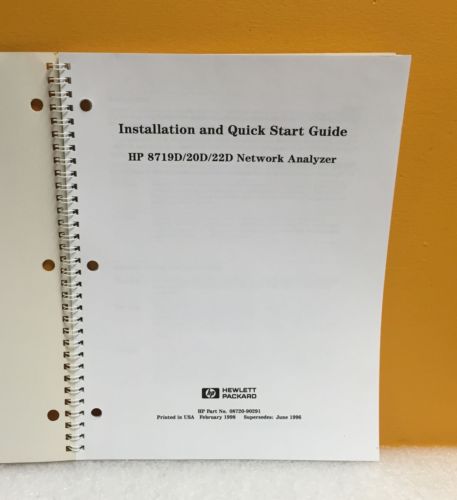 Installation and Quick Start Guide
HP 8719D/20D/22D Network Analyzer
hp HEWLETT
PACKARD
HP Part No. 08720-90291
Printed in USA February 1998 Supersedes: June 1996